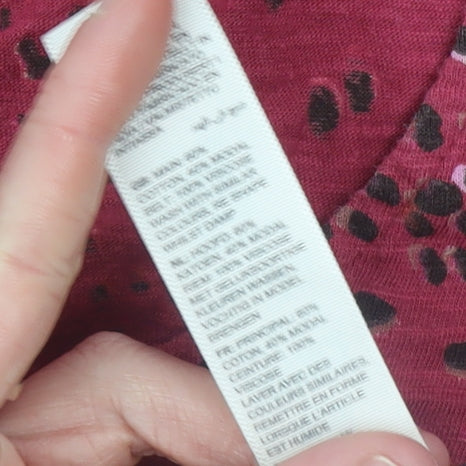 GB: MAIN: 60%
COTTON, 40% MODAL
BELT: 100% VISCOSE
WASH WITH SIMILAR
COLOURS, RE SHAPE
WHILST DAMP
NL: HOOFD: 60%
KATOEN, 40% MODAL
RIEM: 100% VISCOSE
MET GELIJKSOORTIGE
KLEUREN WASSEN,
VOCHTIG IN MODEL
BRENGEN
FR: PRINCIPAL: 60%
COTON, 40% MODAL
CEINTURE: 100%
VISCOSE
LAVER AVEC DES
COULEURS SIMILAIRES,
REMETTRE EN FORME
LORSQUE L'ARTICLE
EST HUMIDE